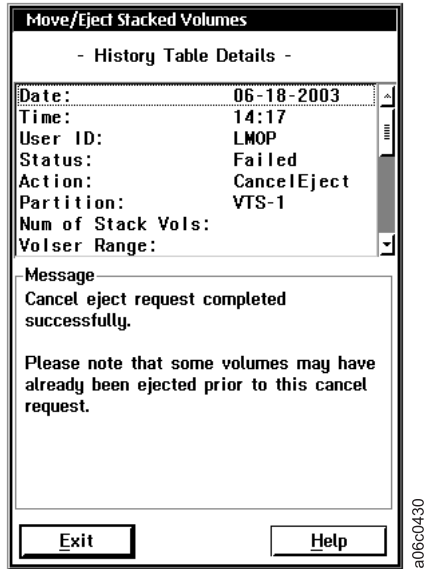 Move/Eject Stacked Volumes
- History Table Details -
Date: 06-18-2003
Time: 14:17
User ID: LMOP
Status: Failed
Action: CancelEject
Partition: VTS-1
Num of Stack Vols:
Volser Range:
Message
Cancel eject request completed
successfully.
Please note that some volumes may have
already been ejected prior to this cancel
request.
Exit Help
a06c0430